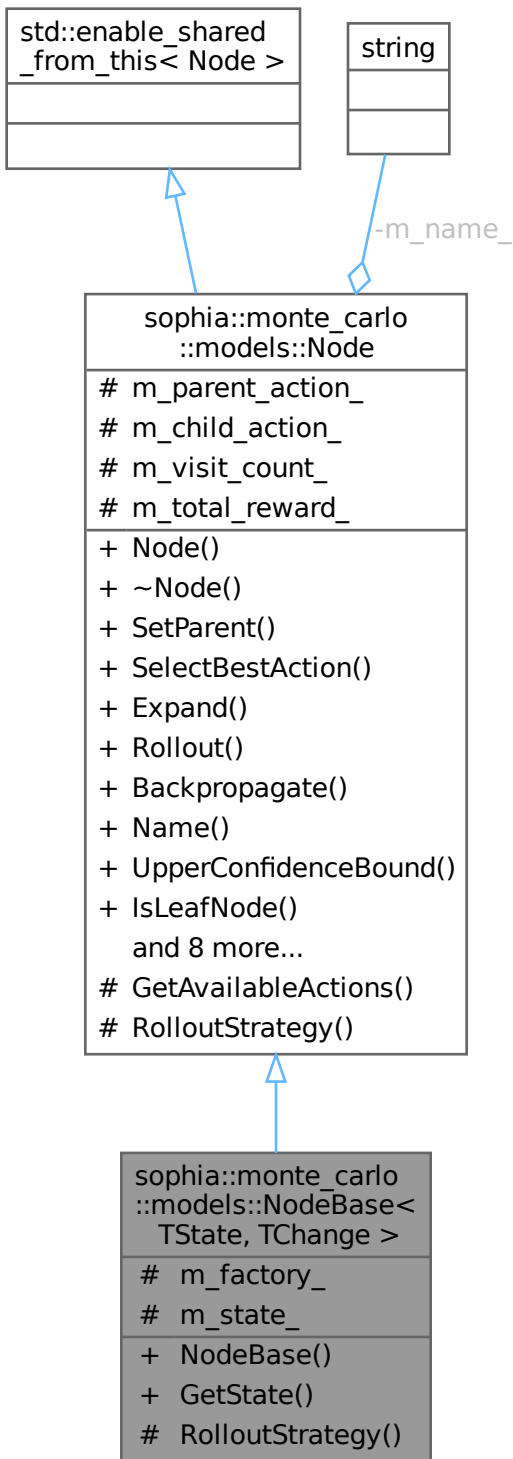 std::enable_shared
_from_this< Node >
string
-m_name_
sophia::monte_carlo
::models::Node
# m_parent_action_
# m_child_action_
# m_visit_count_
# m_total_reward_
+ Node()
+ ~Node()
+ SetParent()
+ SelectBestAction()
+ Expand()
+ Rollout()
+ Backpropagate()
+ Name()
+ UpperConfidenceBound()
+ IsLeafNode()
and 8 more...
# GetAvailableActions()
# RolloutStrategy()
sophia::monte_carlo
::models::NodeBase<
TState, TChange >
# m_factory_
# m_state_
+ NodeBase()
+ GetState()
# RolloutStrategy()